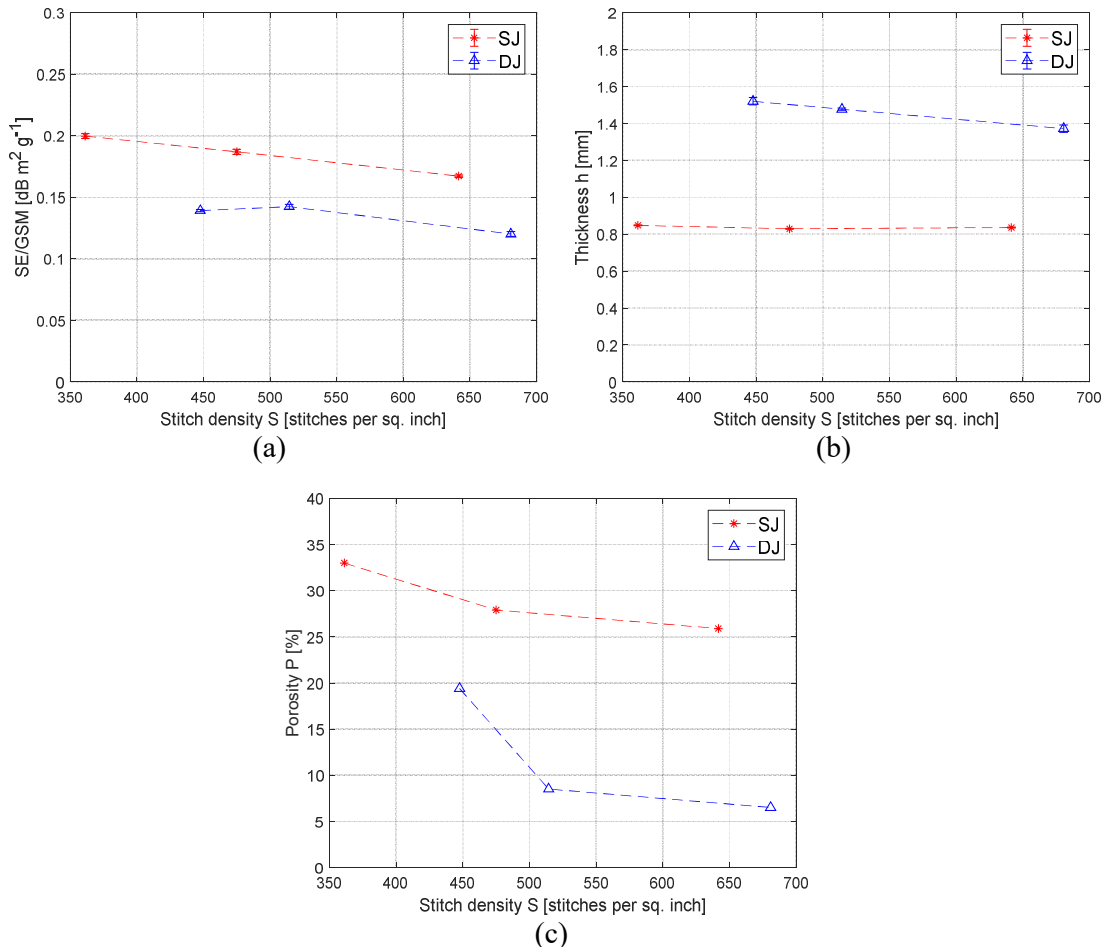 0.3
0.25
0.2
0.15
0.1
0.05
0
SE/GSM [dB m² g⁻¹]
350 400 450 500 550 600 650 700
Stitch density S [stitches per sq. inch]
SJ
DJ
(a)
2
1.8
1.6
1.4
1.2
1
0.8
0.6
0.4
0.2
0
Thickness h [mm]
350 400 450 500 550 600 650 700
Stitch density S [stitches per sq. inch]
SJ
DJ
(b)
40
35
30
25
20
15
10
5
0
Porosity P [%]
350 400 450 500 550 600 650 700
Stitch density S [stitches per sq. inch]
SJ
DJ
(c)